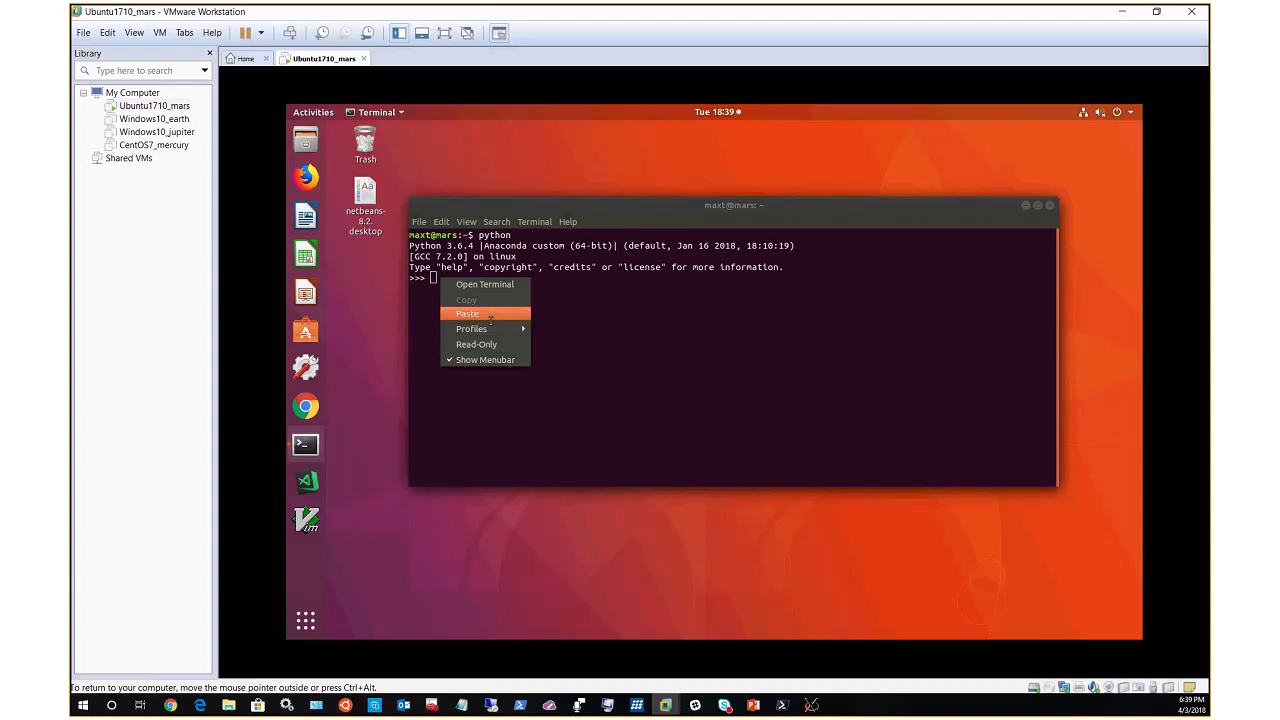 Ubuntu1710_mars - VMware Workstation
File Edit View VM Tabs Help
Library
Home
Ubuntu1710_mars
Type here to search
My Computer
Ubuntu1710_mars
Windows10_earth
Windows10_jupiter
CentOS7_mercury
Shared VMs
Activities
Terminal
Tue 18:39
Trash
Aa
netbeans-
8.2.
desktop
maxt@mars: ~
File Edit View Search Terminal Help
maxt@mars:~$ python
Python 3.6.4 |Anaconda custom (64-bit)| (default, Jan 16 2018, 18:10:19)
[GCC 7.2.0] on linux
Type "help", "copyright", "credits" or "license" for more information.
>>>
Open Terminal
Copy
Paste
Profiles
Read-Only
Show Menubar
To return to your computer, move the mouse pointer outside or press Ctrl+Alt.
6:39 PM
4/3/2018